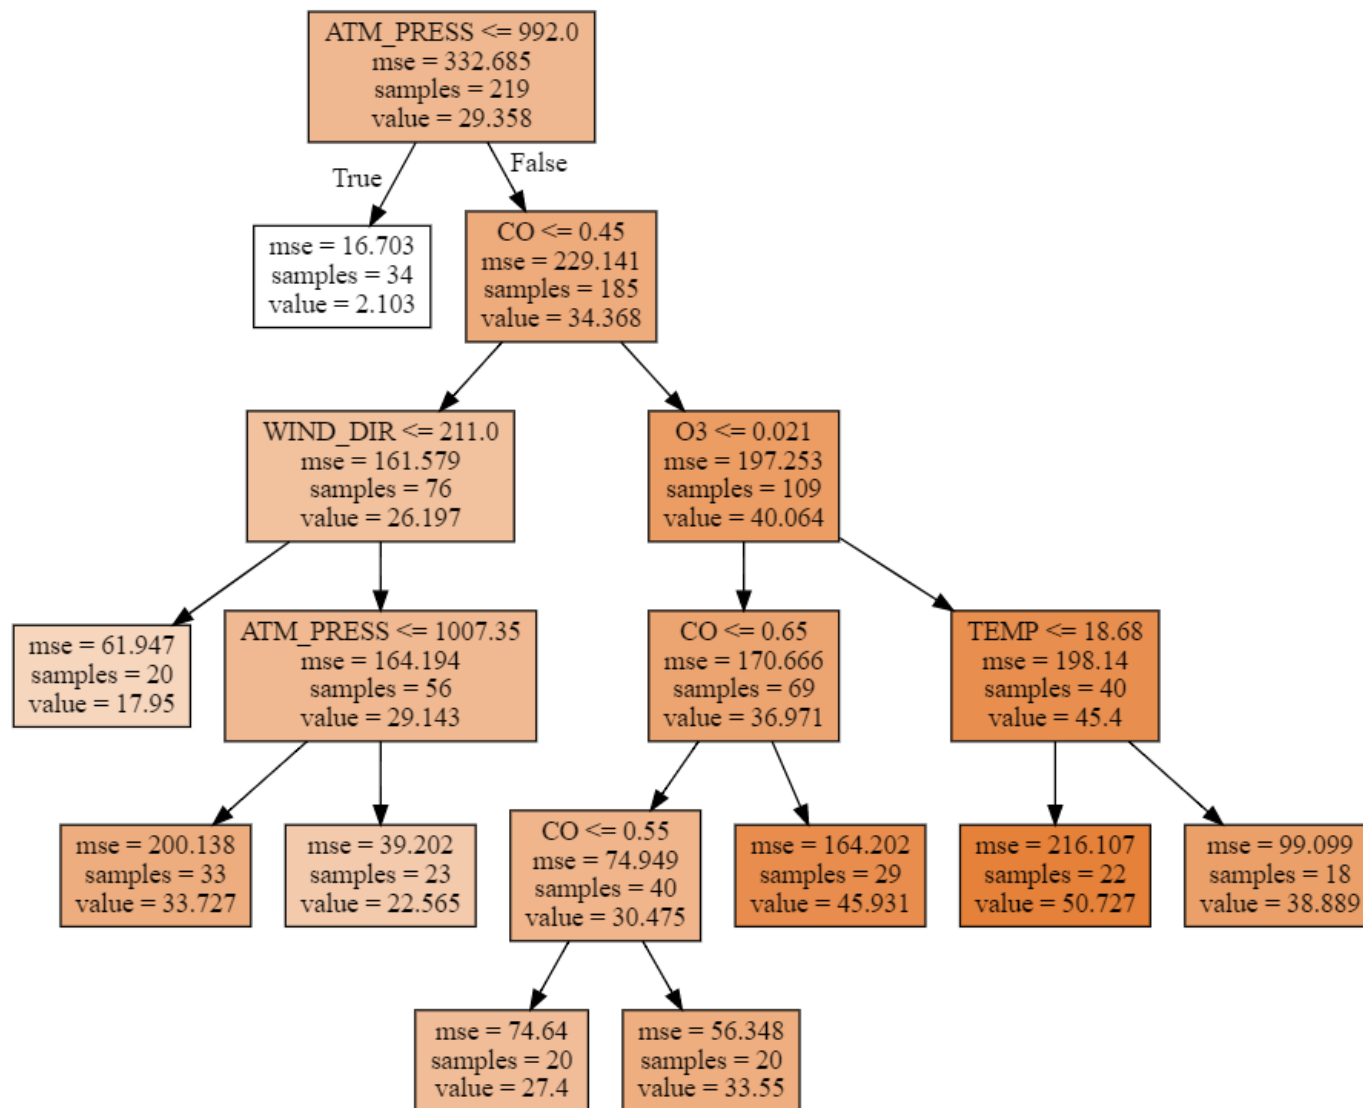 ATM_PRESS <= 992.0
mse = 332.685
samples = 219
value = 29.358
True
False
mse = 16.703
samples = 34
value = 2.103
CO <= 0.45
mse = 229.141
samples = 185
value = 34.368
WIND_DIR <= 211.0
mse = 161.579
samples = 76
value = 26.197
O3 <= 0.021
mse = 197.253
samples = 109
value = 40.064
mse = 61.947
samples = 20
value = 17.95
ATM_PRESS <= 1007.35
mse = 164.194
samples = 56
value = 29.143
CO <= 0.65
mse = 170.666
samples = 69
value = 36.971
TEMP <= 18.68
mse = 198.14
samples = 40
value = 45.4
mse = 200.138
samples = 33
value = 33.727
mse = 39.202
samples = 23
value = 22.565
CO <= 0.55
mse = 74.949
samples = 40
value = 30.475
mse = 164.202
samples = 29
value = 45.931
mse = 216.107
samples = 22
value = 50.727
mse = 99.099
samples = 18
value = 38.889
mse = 74.64
samples = 20
value = 27.4
mse = 56.348
samples = 20
value = 33.55